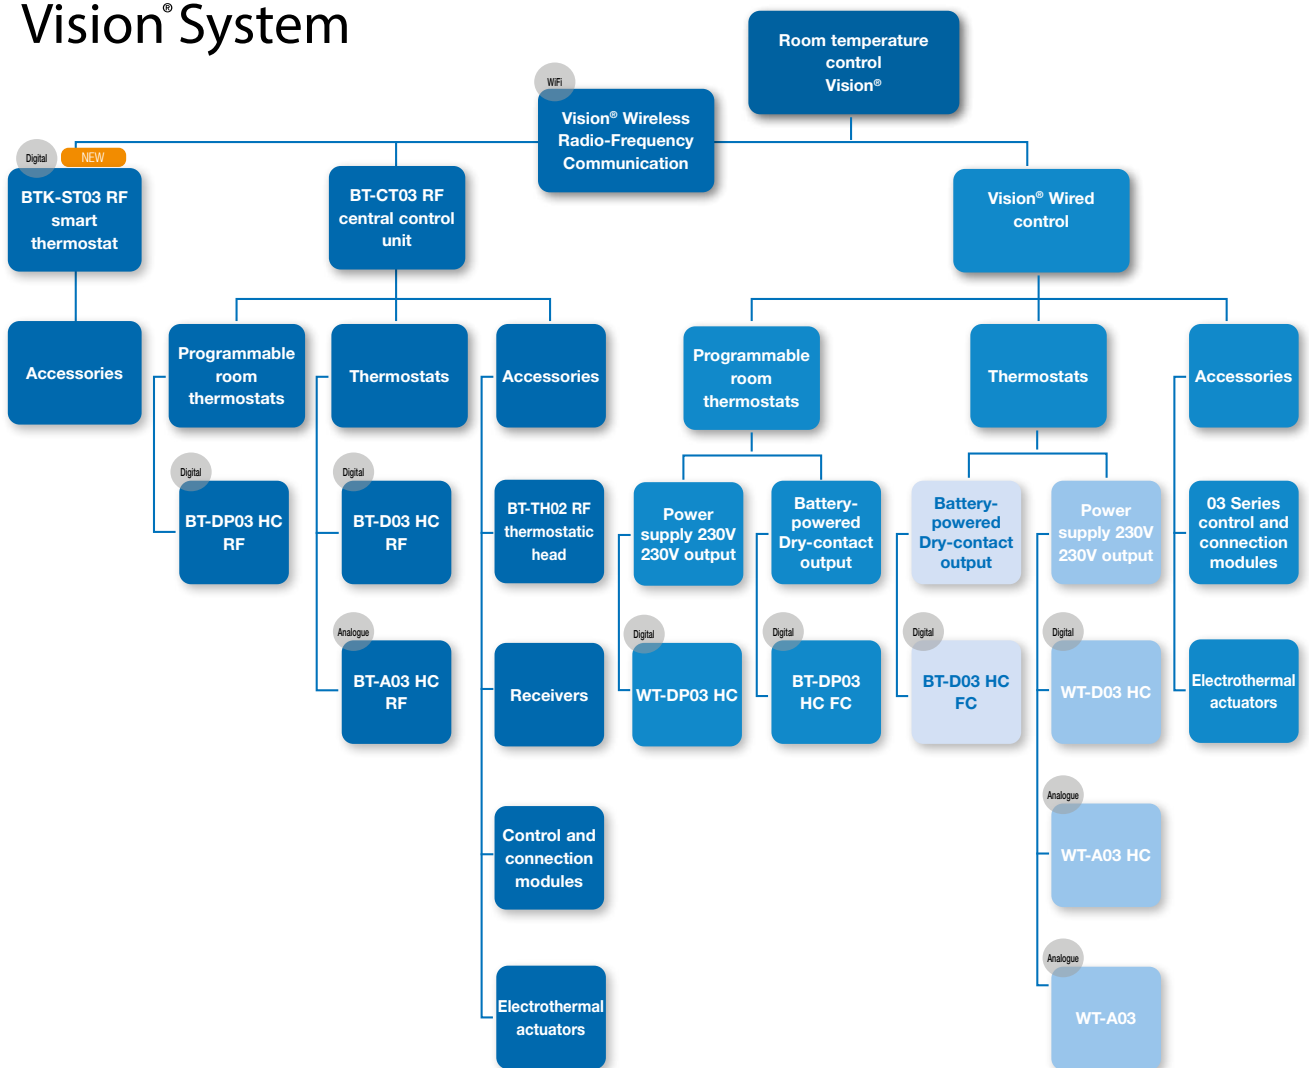 Vision® System
Room temperature
control
Vision®
WiFi
Vision® Wireless
Radio-Frequency
Communication
Digital
NEW
BTK-ST03 RF
smart
thermostat
BT-CT03 RF
central control
unit
Vision® Wired
control
Accessories
Programmable
room
thermostats
Thermostats
Accessories
Programmable
room
thermostats
Thermostats
Accessories
Digital
BT-DP03 HC
RF
Digital
BT-D03 HC
RF
BT-TH02 RF
thermostatic
head
Power
supply 230V
230V output
Battery-
powered
Dry-contact
output
Battery-
powered
Dry-contact
output
Power
supply 230V
230V output
03 Series
control and
connection
modules
Analogue
BT-A03 HC
RF
Receivers
Digital
WT-DP03 HC
Digital
BT-DP03
HC FC
Digital
BT-D03 HC
FC
Digital
WT-D03 HC
Electrothermal
actuators
Control and
connection
modules
Analogue
WT-A03 HC
Electrothermal
actuators
Analogue
WT-A03